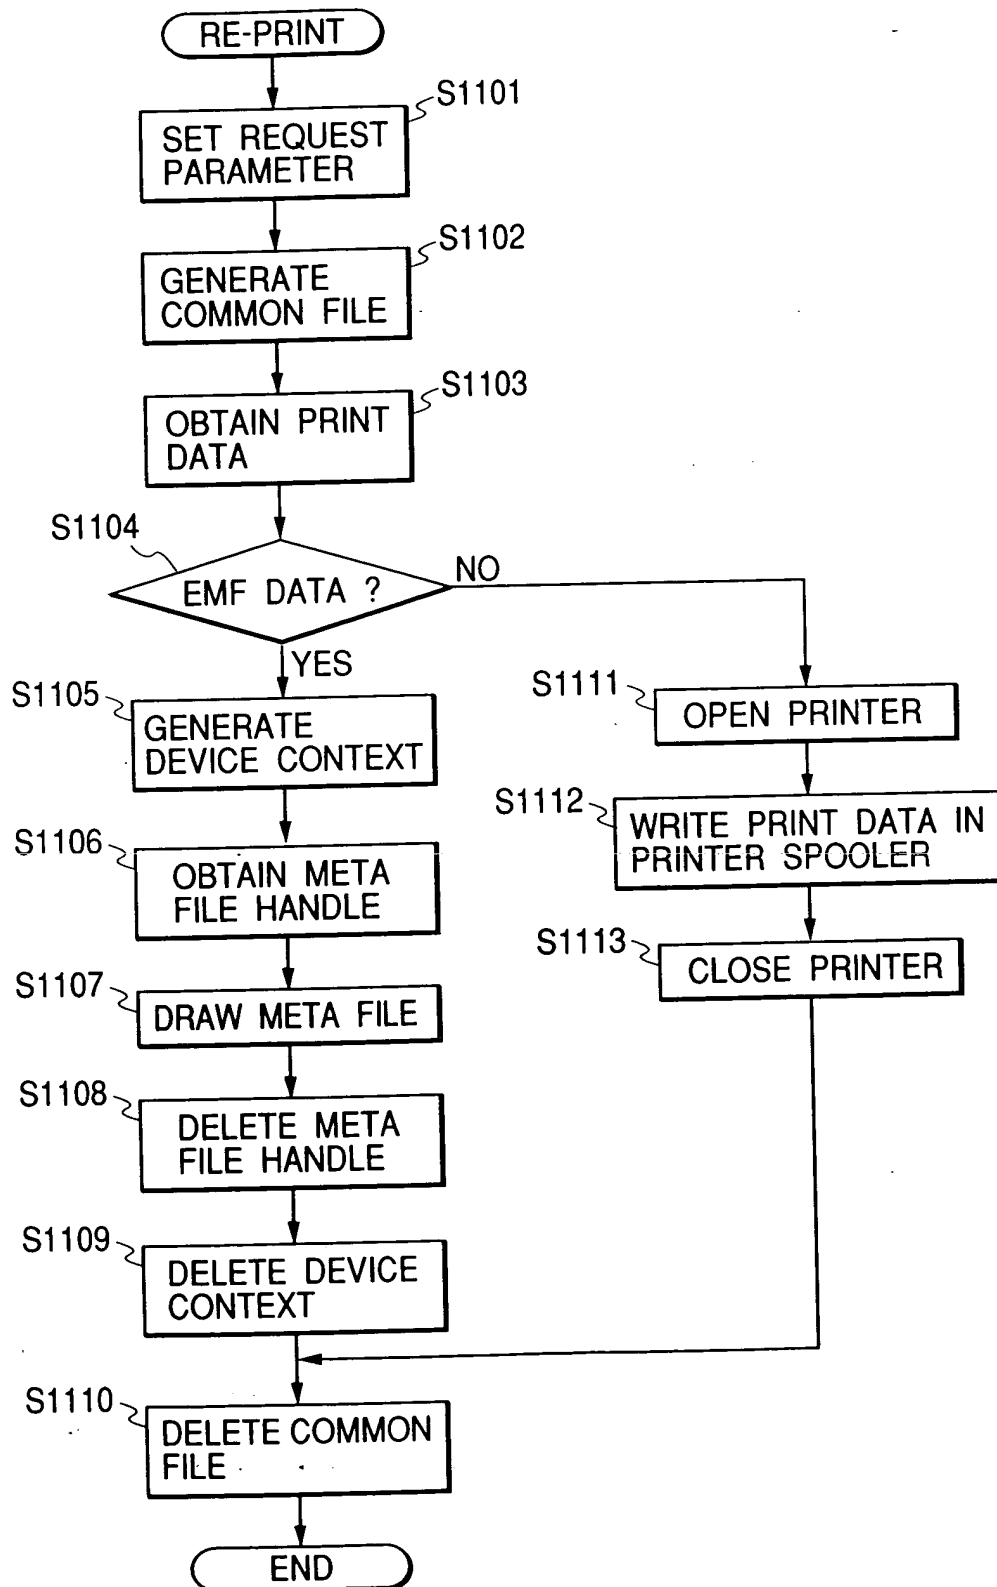 RE-PRINT
S1101
SET REQUEST
PARAMETER
S1102
GENERATE
COMMON FILE
S1103
OBTAIN PRINT
DATA
S1104
EMF DATA ?
NO
YES
S1105
GENERATE
DEVICE CONTEXT
S1106
OBTAIN META
FILE HANDLE
S1107
DRAW META FILE
S1108
DELETE META
FILE HANDLE
S1109
DELETE DEVICE
CONTEXT
S1111
OPEN PRINTER
S1112
WRITE PRINT DATA IN
PRINTER SPOOLER
S1113
CLOSE PRINTER
S1110
DELETE COMMON
FILE
END